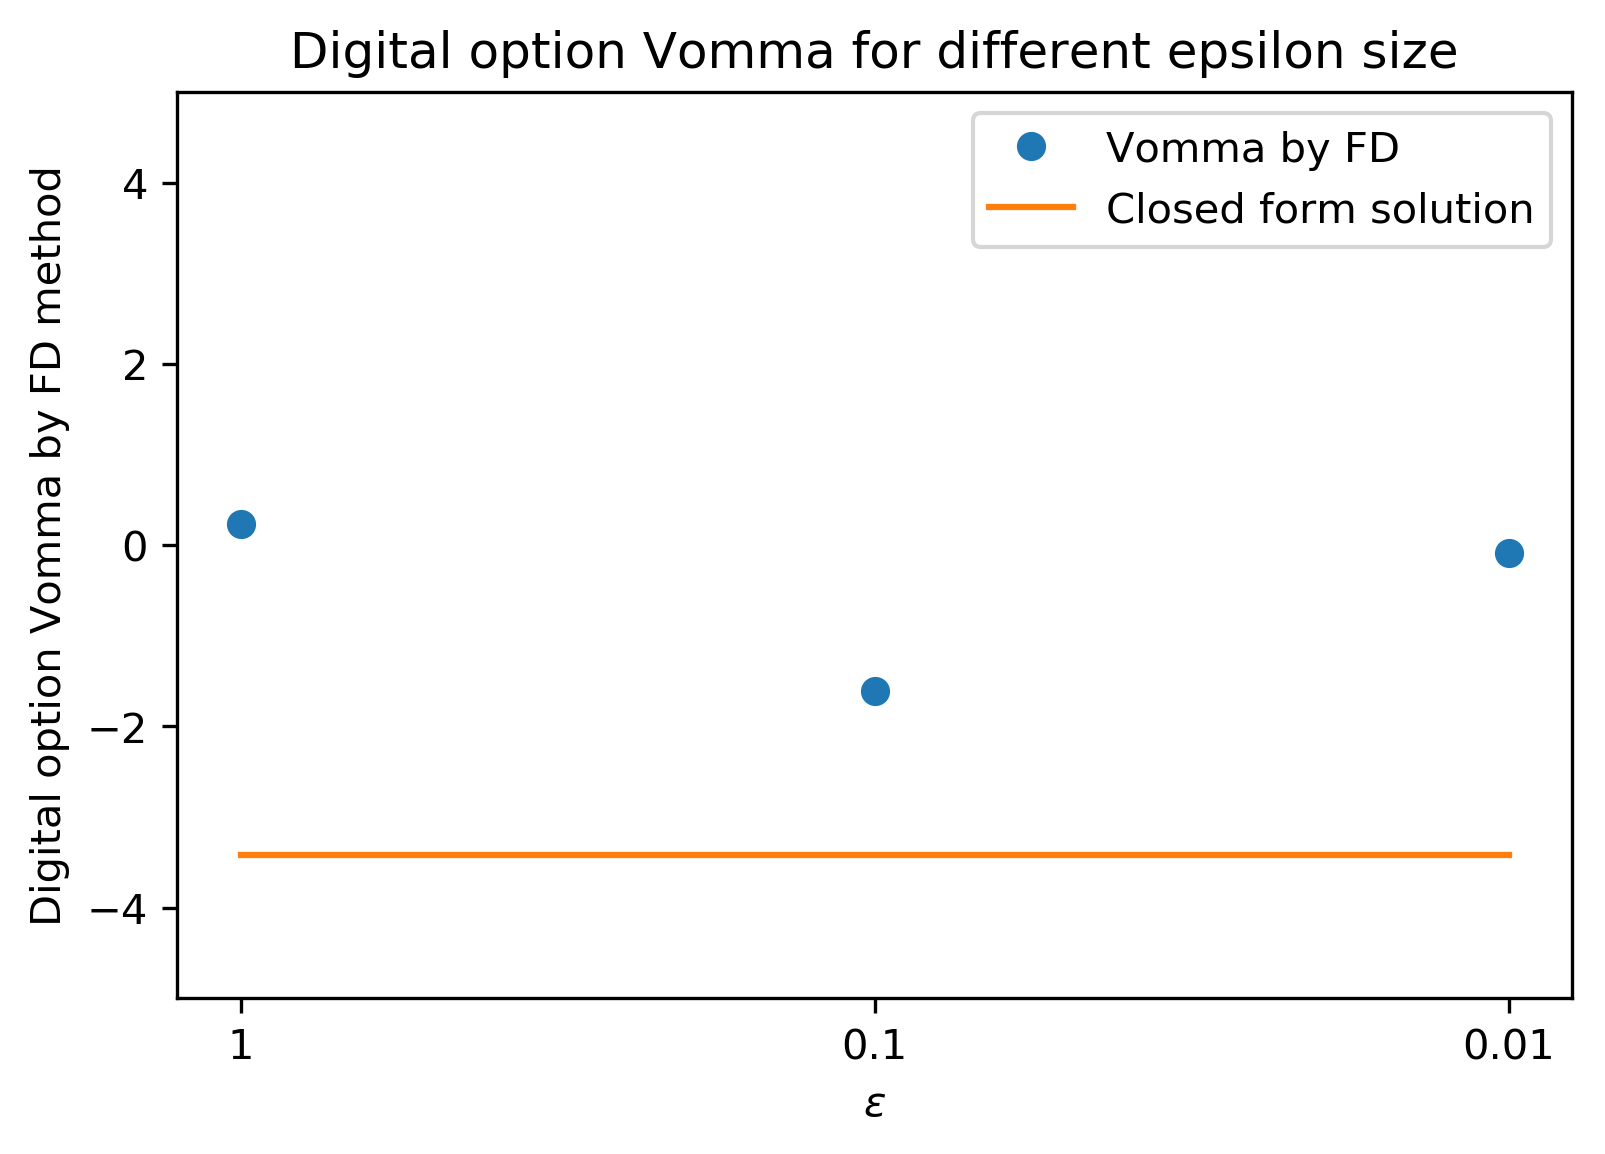 Digital option Vomma for different epsilon size
Vomma by FD
Closed form solution
Digital option Vomma by FD method
4
2
0
−2
−4
1
0.1
0.01
ε